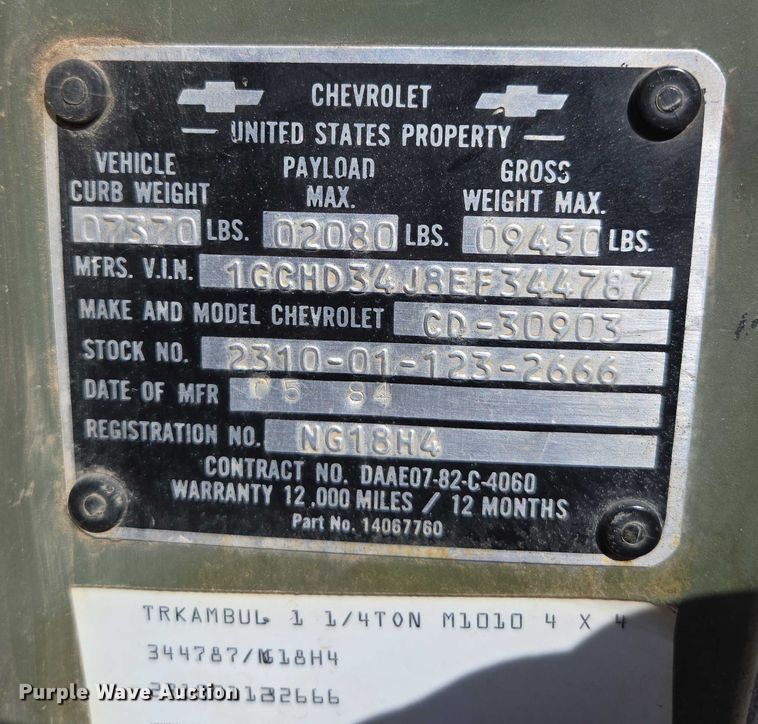 CHEVROLET
— UNITED STATES PROPERTY —
VEHICLE CURB WEIGHT 07370 LBS.
PAYLOAD MAX. 02080 LBS.
GROSS WEIGHT MAX. 09450 LBS.
MFRS. V.I.N. 1GCHD34J8EF344787
MAKE AND MODEL CHEVROLET CD-30903
STOCK NO. 2310-01-123-2666
DATE OF MFR 05 84
REGISTRATION NO. NG18H4
CONTRACT NO. DAAE07-82-C-4060
WARRANTY 12,000 MILES / 12 MONTHS
Part No. 14067760
TRKAMBUL 1 1/4TON M1010 4 X 4
344787/NG18H4
Purple Wave Auction